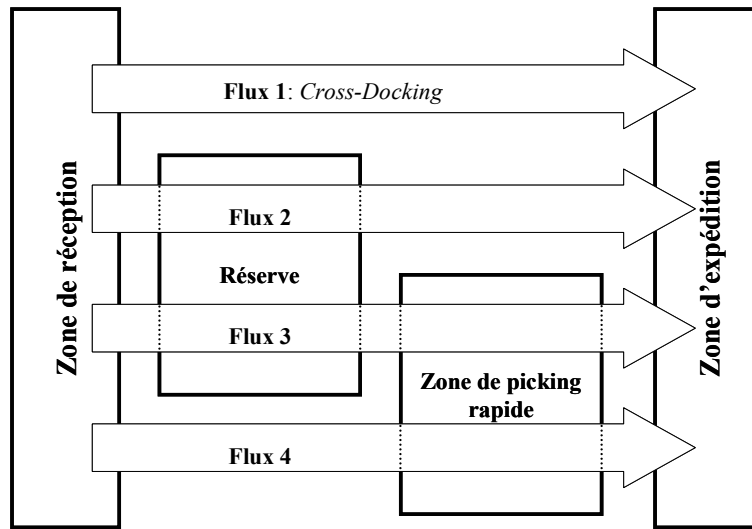 Zone de réception
Flux 1: Cross-Docking
Flux 2
Réserve
Flux 3
Zone de picking
rapide
Flux 4
Zone d'expédition